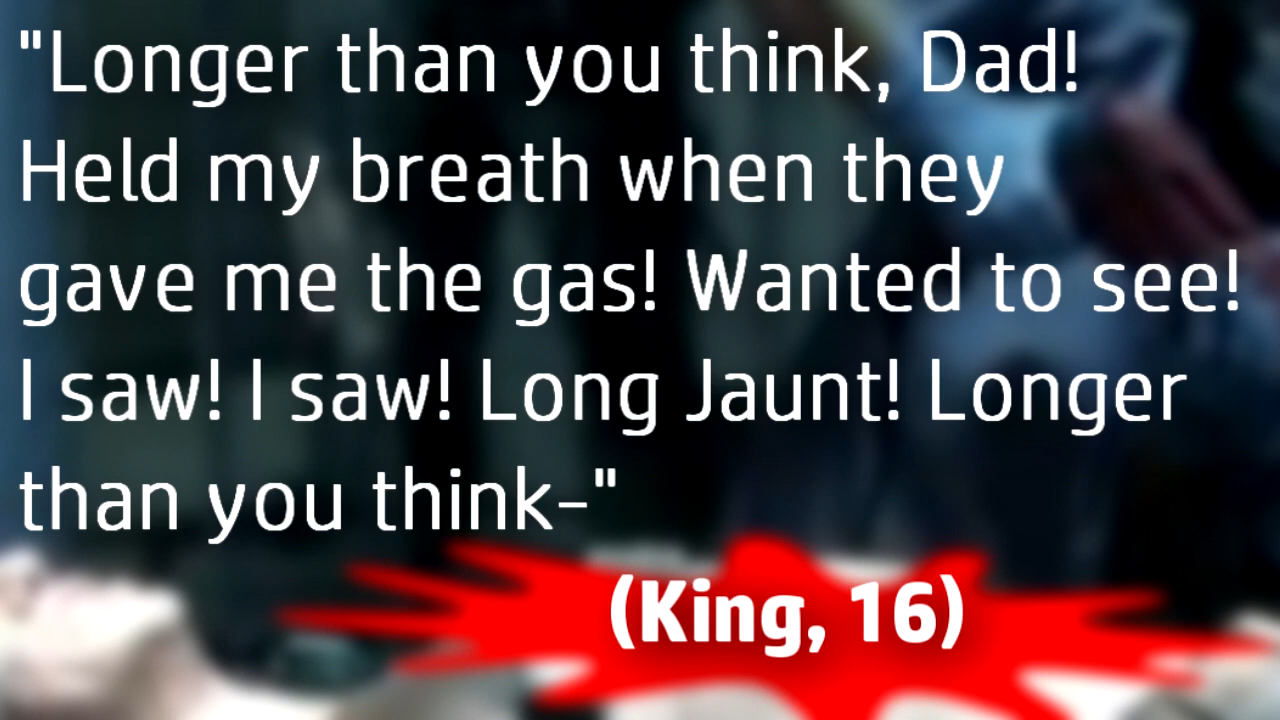 "Longer than you think, Dad!
Held my breath when they
gave me the gas! Wanted to see!
I saw! I saw! Long Jaunt! Longer
than you think-"
(King, 16)